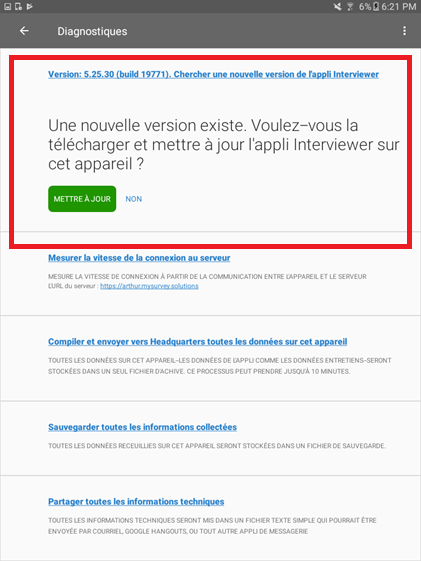 6% 6:21 PM
Diagnostiques
Version: 5.25.30 (build 19771). Chercher une nouvelle version de l'appli Interviewer
Une nouvelle version existe. Voulez-vous la
télécharger et mettre à jour l'appli Interviewer sur
cet appareil ?
METTRE À JOUR NON
Mesurer la vitesse de la connexion au serveur
MESURE LA VITESSE DE CONNEXION À PARTIR DE LA COMMUNICATION ENTRE L'APPAREIL ET LE SERVEUR
L'URL du serveur : https://arthur.mysurvey.solutions
Compiler et envoyer vers Headquarters toutes les données sur cet appareil
TOUTES LES DONNÉES SUR CET APPAREIL–LES DONNÉES DE L'APPLI COMME LES DONNÉES ENTRETIENS–SERONT
STOCKÉES DANS UN SEUL FICHIER D'ACHIVE. CE PROCESSUS PEUT PRENDRE JUSQU'À 10 MINUTES.
Sauvegarder toutes les informations collectées
TOUTES LES DONNÉES RECEUILLIES SUR CET APPAREIL SERONT STOCKÉES DANS UN FICHIER DE SAUVEGARDE.
Partager toutes les informations techniques
TOUTES LES INFORMATIONS TECHNIQUES SERONT MIS DANS UN FICHIER TEXTE SIMPLE QUI POURRAIT ÊTRE
ENVOYÉE PAR COURRIEL, GOOGLE HANGOUTS, OU TOUT AUTRE APPLI DE MESSAGERIE